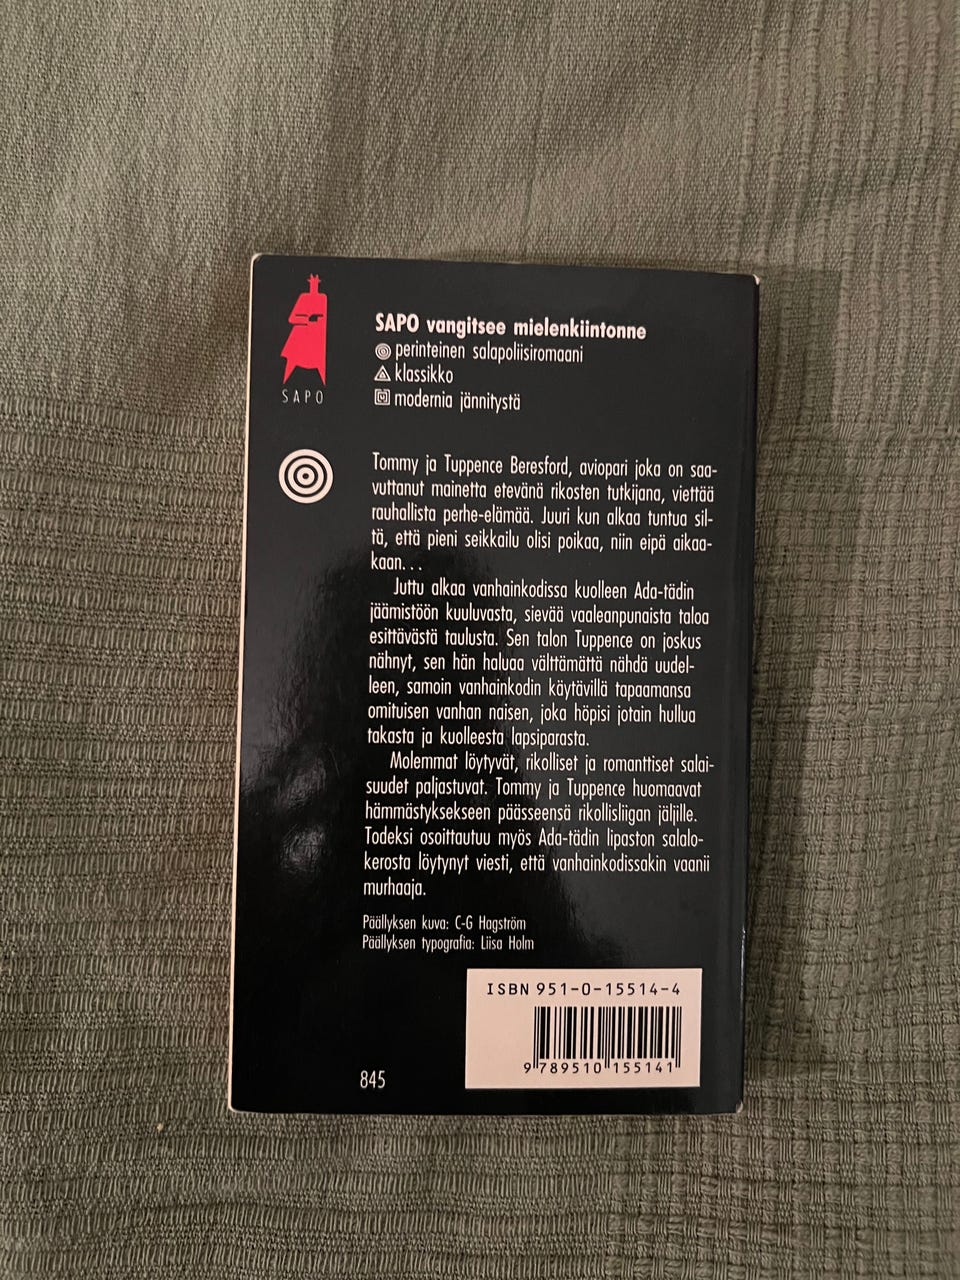 SAPO vangitsee mielenkiintonne
perinteinen salapoliisiromaani
klassikko
modernia jännitystä
SAPO
Tommy ja Tuppence Beresford, aviopari joka on saa-
vuttanut mainetta etevänä rikosten tutkijana, viettää
rauhallista perhe-elämää. Juuri kun alkaa tuntua sil-
tä, että pieni seikkailu olisi poikaa, niin eipä aikaa-
kaan...
Juttu alkaa vanhainkodissa kuolleen Ada-tädin
jäämistöön kuuluvasta, sievää vaaleanpunaista taloa
esittävästä taulusta. Sen talon Tuppence on joskus
nähnyt, sen hän haluaa välttämättä nähdä uudel-
leen, samoin vanhainkodin käytävillä tapaamansa
omituisen vanhan naisen, joka höpisi jotain hullua
takasta ja kuolleesta lapsiparasta.
Molemmat löytyvät, rikolliset ja romanttiset salai-
suudet paljastuvat. Tommy ja Tuppence huomaavat
hämmästyksekseen päässeensä rikollisliigan jäljille.
Todeksi osoittautuu myös Ada-tädin lipaston salalo-
kerosta löytynyt viesti, että vanhainkodissakin vaanii
murhaaja.
Päällyksen kuva: C-G Hagström
Päällyksen typografia: Liisa Holm
ISBN 951-0-15514-4
9 789510 155141
845